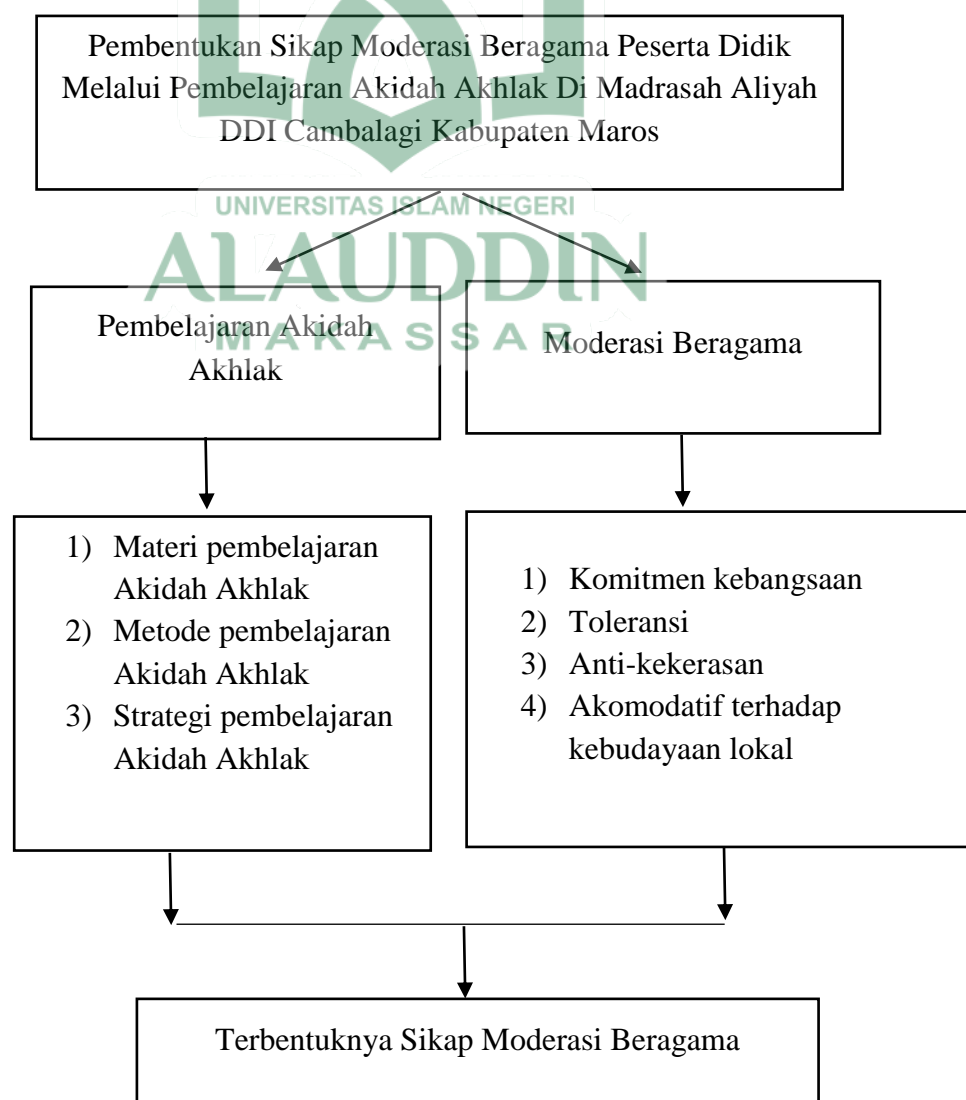 Pembentukan Sikap Moderasi Beragama Peserta Didik
Melalui Pembelajaran Akidah Akhlak Di Madrasah Aliyah
DDI Cambalagi Kabupaten Maros
UNIVERSITAS ISLAM NEGERI
ALAUDDIN
MAKASSAR
Pembelajaran Akidah
Akhlak
Moderasi Beragama
1) Materi pembelajaran
Akidah Akhlak
2) Metode pembelajaran
Akidah Akhlak
3) Strategi pembelajaran
Akidah Akhlak
1) Komitmen kebangsaan
2) Toleransi
3) Anti-kekerasan
4) Akomodatif terhadap
kebudayaan lokal
Terbentuknya Sikap Moderasi Beragama